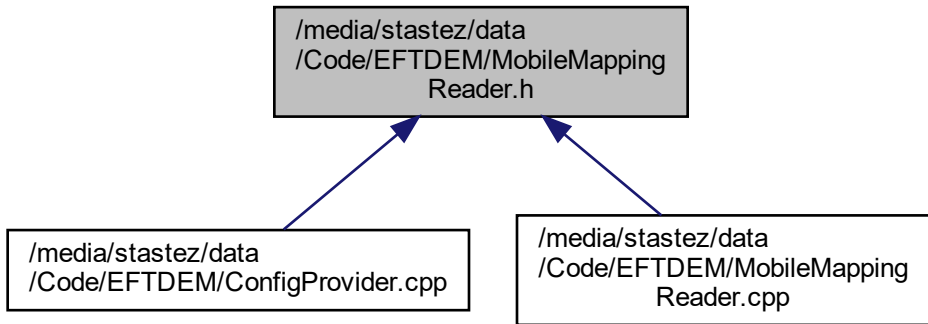 /media/stastez/data
/Code/EFTDEM/MobileMapping
Reader.h
/media/stastez/data
/Code/EFTDEM/ConfigProvider.cpp
/media/stastez/data
/Code/EFTDEM/MobileMapping
Reader.cpp